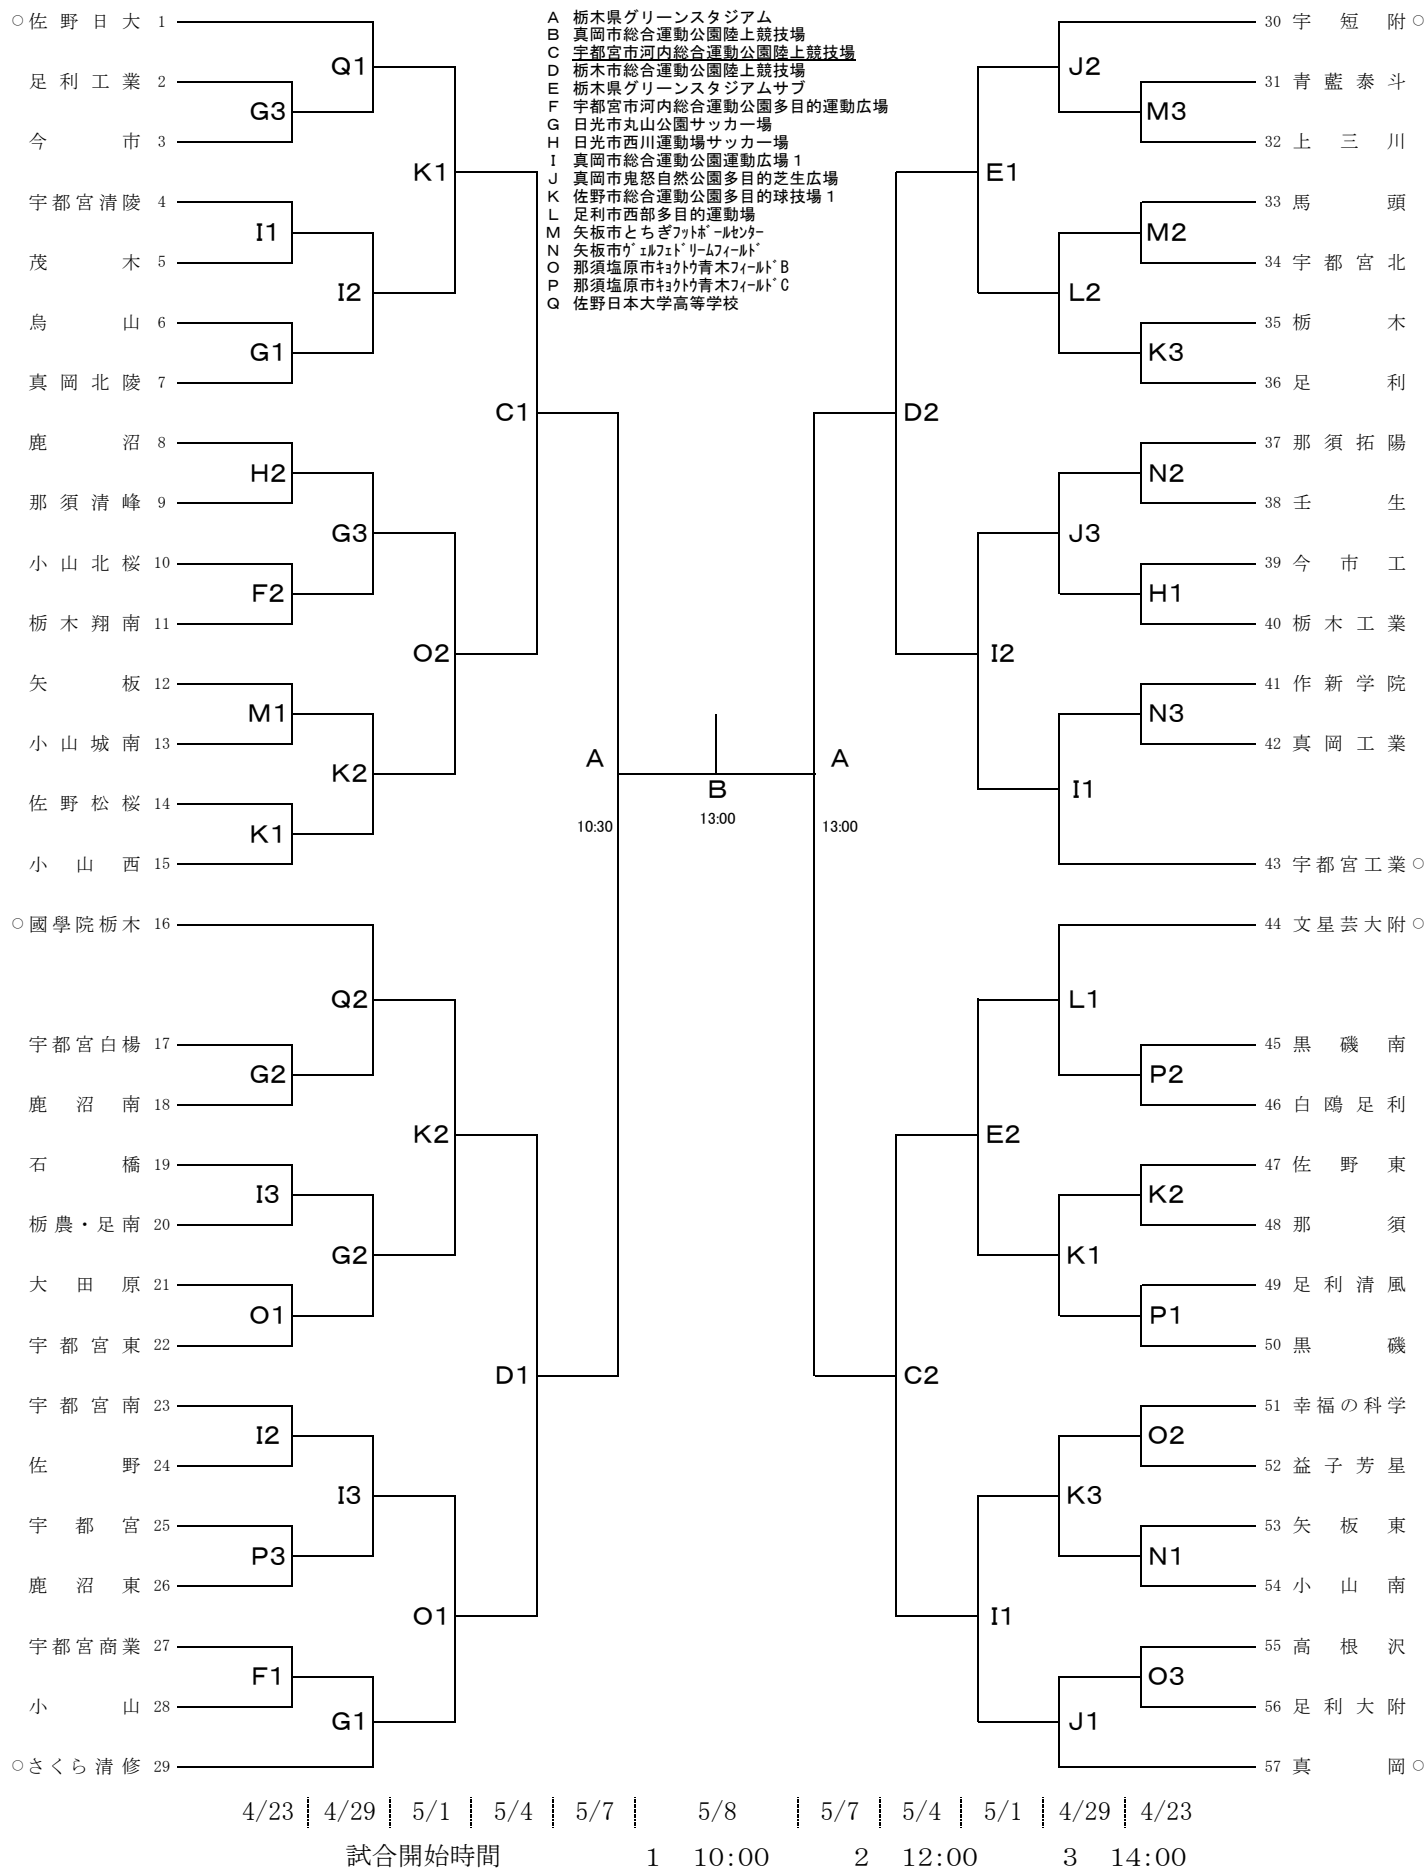 A 栃木県グリーンスタジアム
B 真岡市総合運動公園陸上競技場
C 宇都宮市河内総合運動公園陸上競技場
D 栃木市総合運動公園陸上競技場
E 栃木県グリーンスタジアムサブ
F 宇都宮市河内総合運動公園多目的運動広場
G 日光市丸山公園サッカー場
H 日光市西川運動場サッカー場
I 真岡市総合運動公園運動広場1
J 真岡市鬼怒自然公園多目的芝生広場
K 佐野市総合運動公園多目的球技場1
L 足利市西部多目的運動場
M 矢板市とちぎﾌｯﾄﾎﾞｰﾙｾﾝﾀｰ
N 矢板市ｳﾞｪﾙﾌｪﾄﾞﾘｰﾑﾌｨｰﾙﾄﾞ
O 那須塩原市ｷｮｸﾄｳ青木ﾌｨｰﾙﾄﾞB
P 那須塩原市ｷｮｸﾄｳ青木ﾌｨｰﾙﾄﾞC
Q 佐野日本大学高等学校
○佐野日大 1
足利工業 2
今市 3
宇都宮清陵 4
茂木 5
烏山 6
真岡北陵 7
鹿沼 8
那須清峰 9
小山北桜 10
栃木翔南 11
矢板 12
小山城南 13
佐野松桜 14
小山西 15
○國學院栃木 16
宇都宮白楊 17
鹿沼南 18
石橋 19
栃農・足南 20
大田原 21
宇都宮東 22
宇都宮南 23
佐野 24
宇都宮 25
鹿沼東 26
宇都宮商業 27
小山 28
○さくら清修 29
G3
I1
G1
H2
F2
M1
K1
G2
I3
O1
I2
P3
F1
Q1
I2
G3
K2
Q2
G2
I3
G1
K1
O2
K2
O1
C1
D1
A
10:30
B
13:00
A
13:00
D2
C2
E1
I2
E2
I1
J2
L2
J3
I1
L1
K1
K3
J1
M3
M2
K3
N2
H1
N3
P2
K2
P1
O2
N1
O3
30 宇短附○
31 青藍泰斗
32 上三川
33 馬頭
34 宇都宮北
35 栃木
36 足利
37 那須拓陽
38 壬生
39 今市工
40 栃木工業
41 作新学院
42 真岡工業
43 宇都宮工業○
44 文星芸大附○
45 黒磯南
46 白鴎足利
47 佐野東
48 那須
49 足利清風
50 黒磯
51 幸福の科学
52 益子芳星
53 矢板東
54 小山南
55 高根沢
56 足利大附
57 真岡○
4/23 4/29 5/1 5/4 5/7 5/8 5/7 5/4 5/1 4/29 4/23
試合開始時間 1 10:00 2 12:00 3 14:00